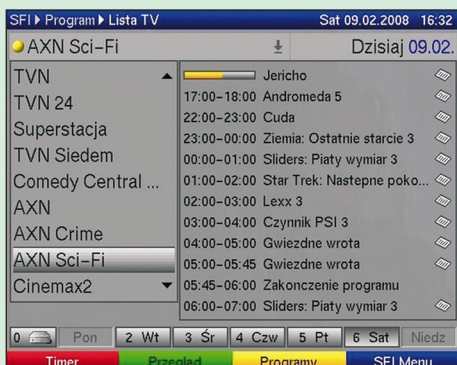 SFI Program Lista TV Sat 09.02.2008 16:32
AXN Sci-Fi Dzisiaj 09.02.
TVN
TVN 24
Superstacja
TVN Siedem
Comedy Central ...
AXN
AXN Crime
AXN Sci-Fi
Cinemax2
Jericho
17:00-18:00 Andromeda 5
22:00-23:00 Cuda
23:00-00:00 Ziemia: Ostatnie starcie 3
00:00-01:00 Sliders: Piaty wymiar 3
01:00-02:00 Star Trek: Nastepne poko...
02:00-03:00 Lexx 3
03:00-04:00 Czynnik PSI 3
04:00-05:00 Gwiezdne wrota
05:00-05:45 Gwiezdne wrota
05:45-06:00 Zakonczenie programu
06:00-07:00 Sliders: Piaty wymiar 3
0 Pon 2 Wt 3 Śr 4 Czw 5 Pt 6 Sat Niedz
Timer Przegląd Programy SFI Menu